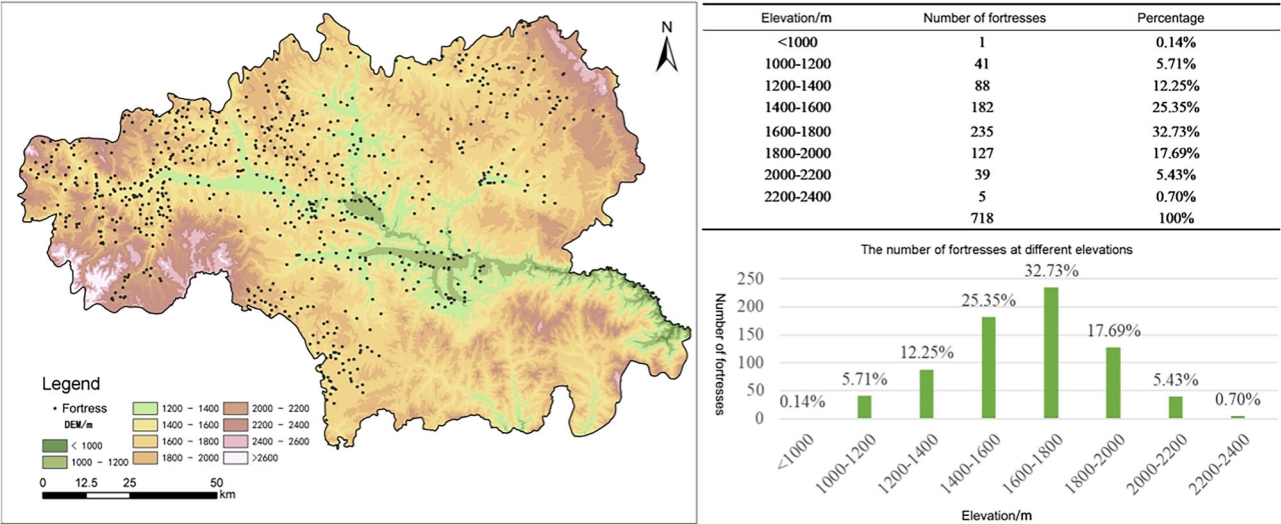 N
Legend
Fortress
DEM/m
< 1000
1000 - 1200
1200 - 1400
1400 - 1600
1600 - 1800
1800 - 2000
2000 - 2200
2200 - 2400
2400 - 2600
>2600
0 12.5 25 50 km
Elevation/m Number of fortresses Percentage
<1000 1 0.14%
1000-1200 41 5.71%
1200-1400 88 12.25%
1400-1600 182 25.35%
1600-1800 235 32.73%
1800-2000 127 17.69%
2000-2200 39 5.43%
2200-2400 5 0.70%
718 100%
The number of fortresses at different elevations
Number of fortresses
250
200
150
100
50
0
0.14%
5.71%
12.25%
25.35%
32.73%
17.69%
5.43%
0.70%
<1000
1000-1200
1200-1400
1400-1600
1600-1800
1800-2000
2000-2200
2200-2400
Elevation/m